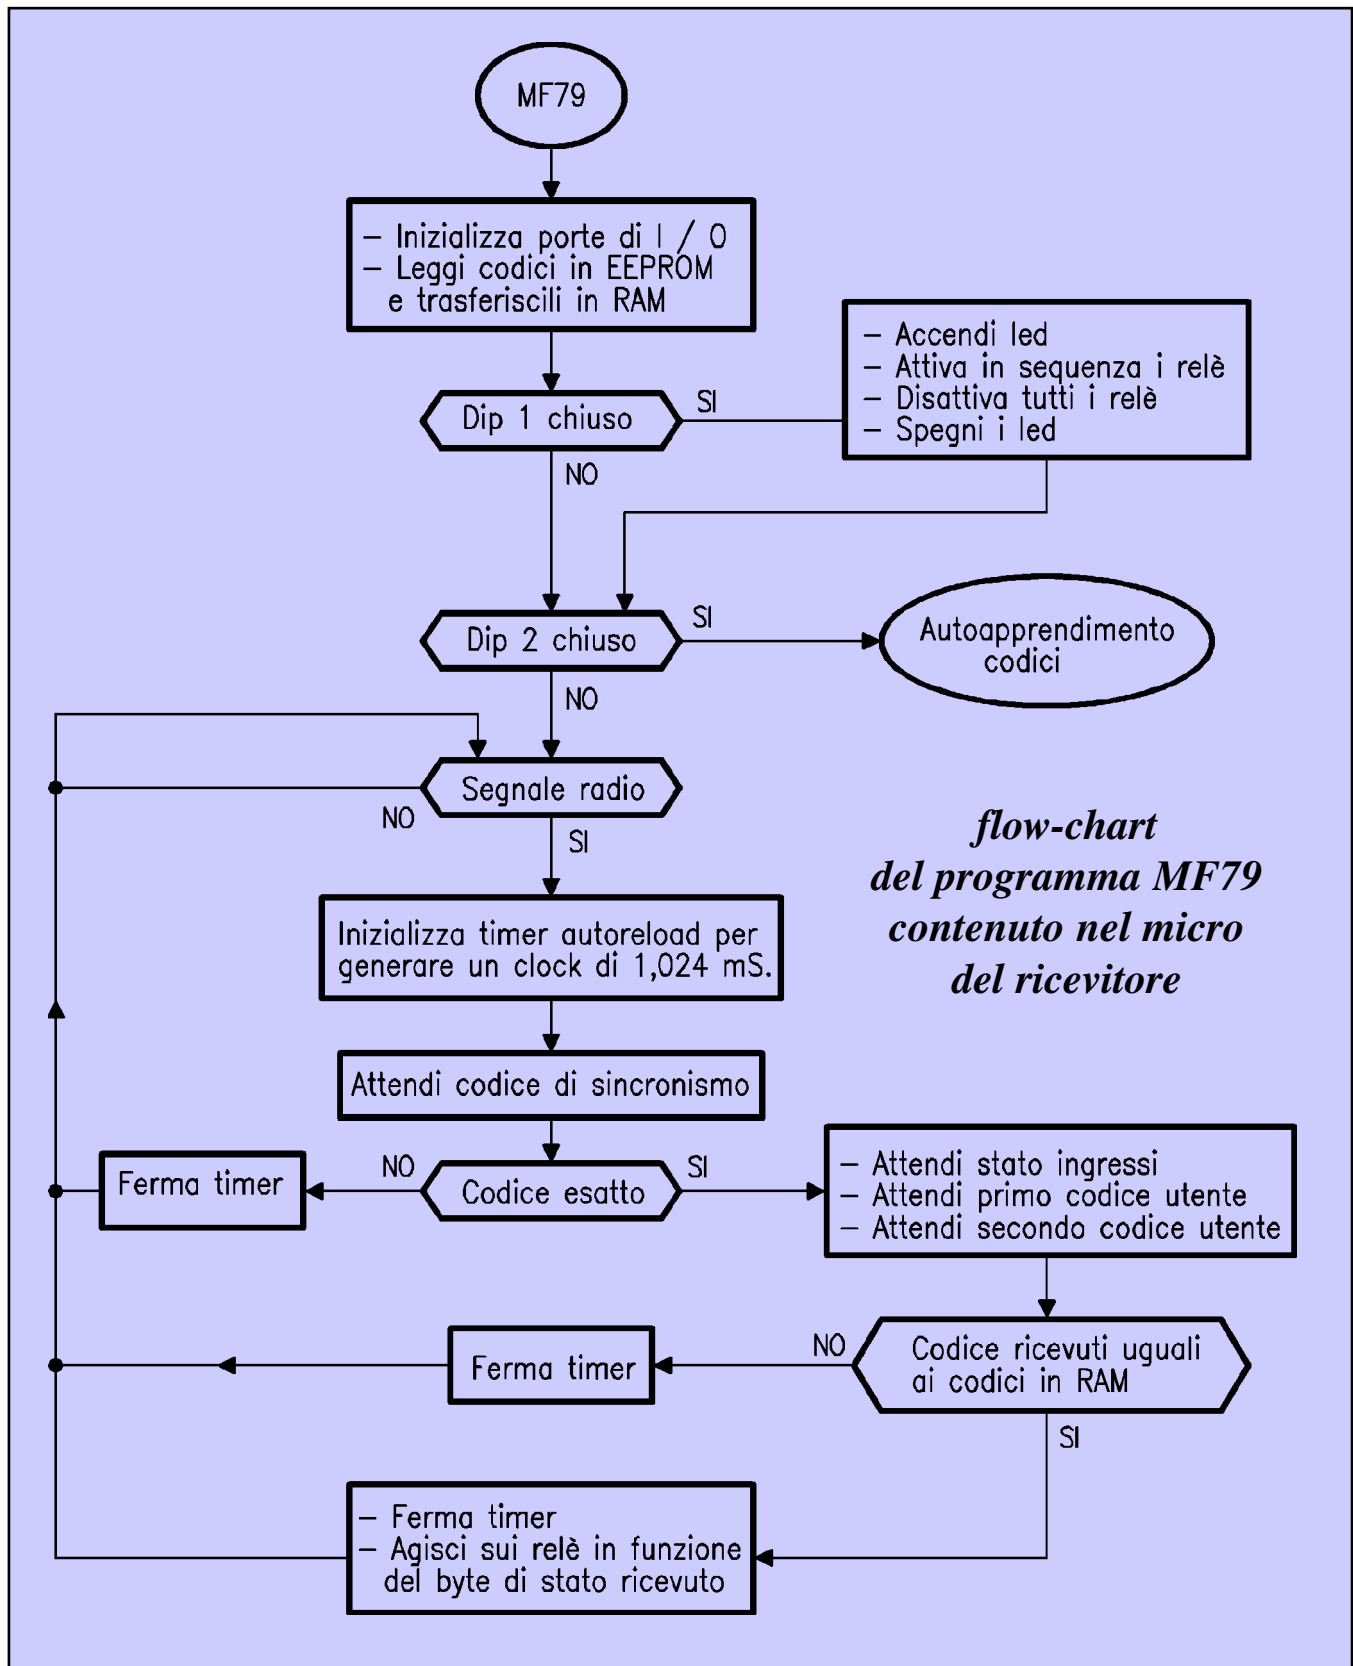 MF79
– Inizializza porte di I / O
– Leggi codici in EEPROM
e trasferiscili in RAM
– Accendi led
– Attiva in sequenza i relè
– Disattiva tutti i relè
– Spegni i led
Dip 1 chiuso
SI
NO
Dip 2 chiuso
SI
Autoapprendimento
codici
NO
Segnale radio
NO
SI
flow-chart
del programma MF79
contenuto nel micro
del ricevitore
Inizializza timer autoreload per
generare un clock di 1,024 mS.
Attendi codice di sincronismo
Ferma timer
NO
Codice esatto
SI
– Attendi stato ingressi
– Attendi primo codice utente
– Attendi secondo codice utente
Ferma timer
NO
Codice ricevuti uguali
ai codici in RAM
SI
– Ferma timer
– Agisci sui relè in funzione
del byte di stato ricevuto